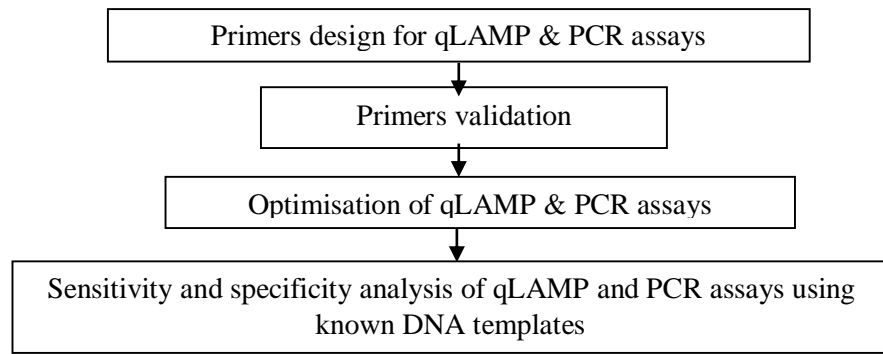 Primers design for qLAMP & PCR assays
Primers validation
Optimisation of qLAMP & PCR assays
Sensitivity and specificity analysis of qLAMP and PCR assays using
known DNA templates